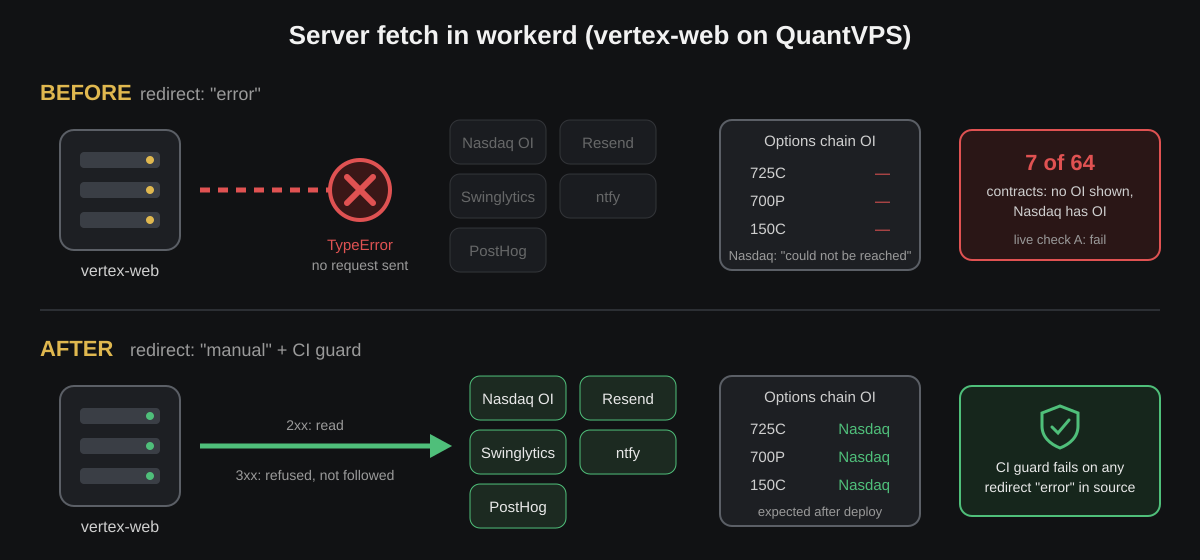 Server fetch in workerd (vertex-web on QuantVPS)
BEFORE redirect: "error"
vertex-web
TypeError
no request sent
Nasdaq OI
Resend
Swinglytics
ntfy
PostHog
Options chain OI
725C —
700P —
150C —
Nasdaq: "could not be reached"
7 of 64
contracts: no OI shown,
Nasdaq has OI
live check A: fail
AFTER redirect: "manual" + CI guard
vertex-web
2xx: read
3xx: refused, not followed
Nasdaq OI
Resend
Swinglytics
ntfy
PostHog
Options chain OI
725C Nasdaq
700P Nasdaq
150C Nasdaq
expected after deploy
CI guard fails on any
redirect "error" in source